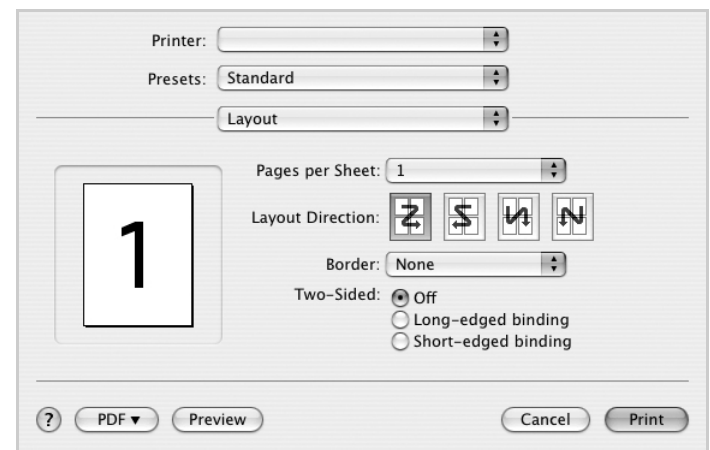 Printer:
Presets: Standard
Layout
Pages per Sheet: 1
Layout Direction:
1
Border: None
Two-Sided: Off
Long-edged binding
Short-edged binding
? PDF ▼ Preview Cancel Print